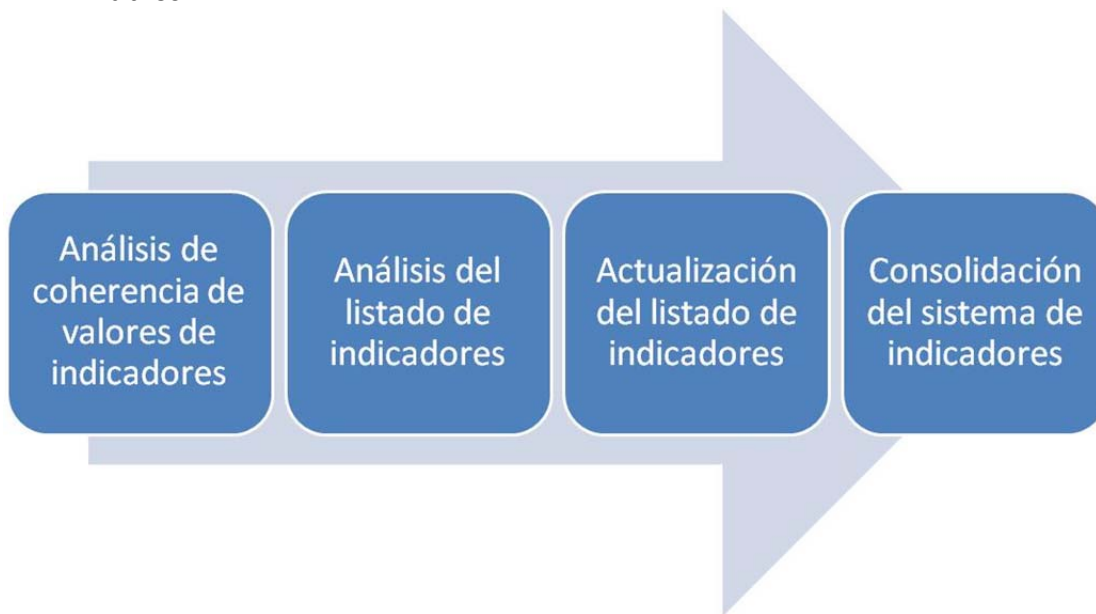 Análisis de
coherencia de
valores de
indicadores
Análisis del
listado de
indicadores
Actualización
del listado de
indicadores
Consolidación
del sistema de
indicadores